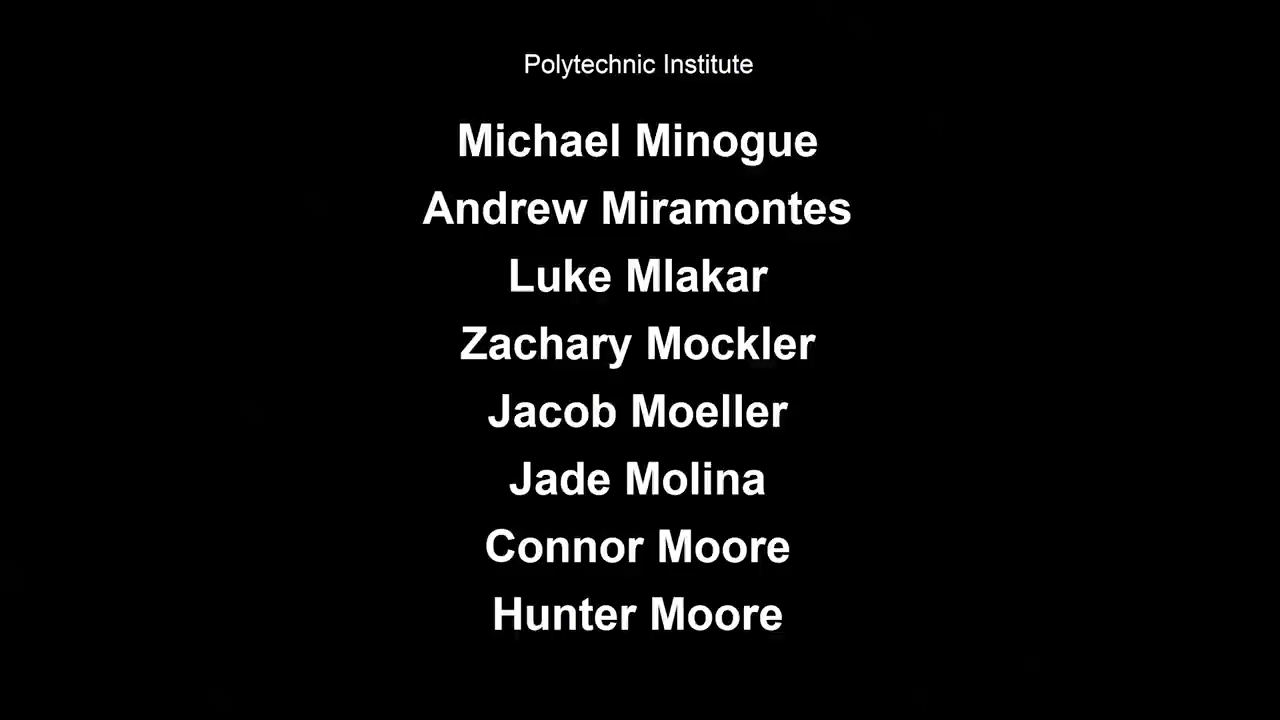 Polytechnic Institute
Michael Minogue
Andrew Miramontes
Luke Mlakar
Zachary Mockler
Jacob Moeller
Jade Molina
Connor Moore
Hunter Moore